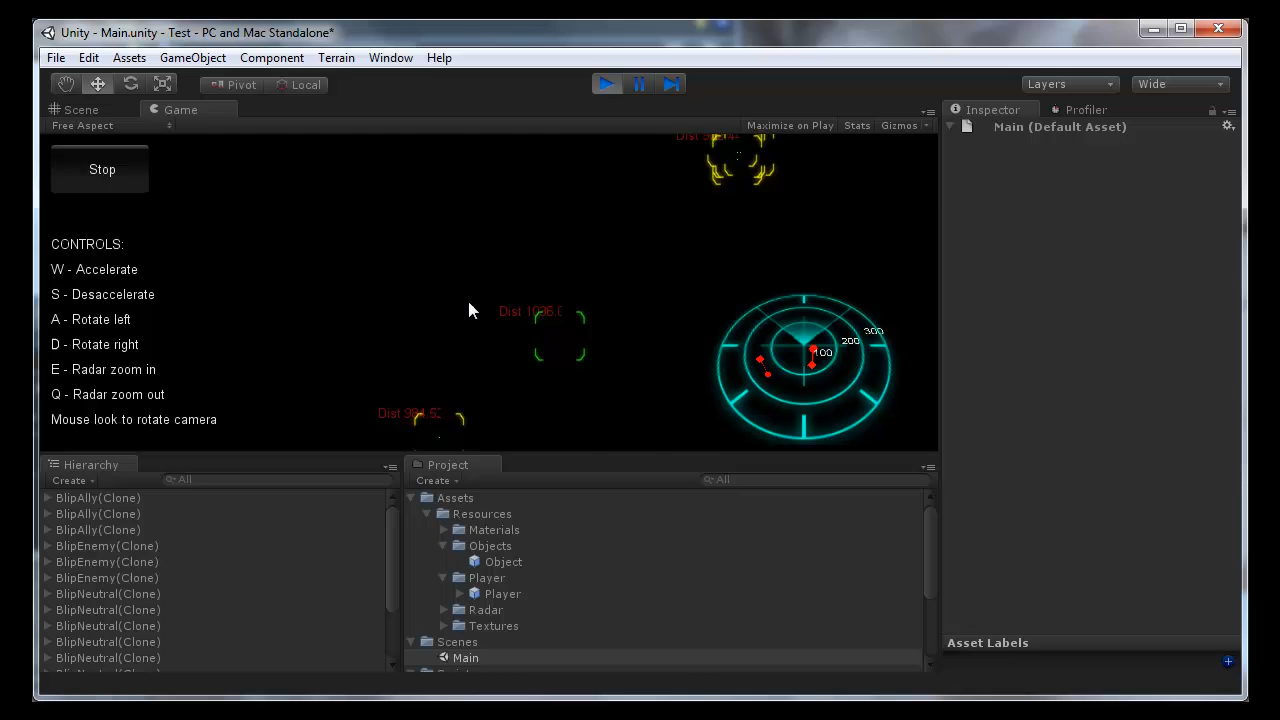 Unity - Main.unity - Test - PC and Mac Standalone*
File Edit Assets GameObject Component Terrain Window Help
Pivot Local Layers Wide
Scene Game Inspector Profiler
Free Aspect Maximize on Play Stats Gizmos
Main (Default Asset)
Stop
CONTROLS:
W - Accelerate
S - Desaccelerate
A - Rotate left
D - Rotate right
E - Radar zoom in
Q - Radar zoom out
Mouse look to rotate camera
Dist
Dist
Dist
300
200
100
Hierarchy
Create All
BlipAlly(Clone)
BlipAlly(Clone)
BlipAlly(Clone)
BlipEnemy(Clone)
BlipEnemy(Clone)
BlipEnemy(Clone)
BlipNeutral(Clone)
BlipNeutral(Clone)
BlipNeutral(Clone)
BlipNeutral(Clone)
BlipNeutral(Clone)
Project
Create All
Assets
Resources
Materials
Objects
Object
Player
Player
Radar
Textures
Scenes
Main
Asset Labels